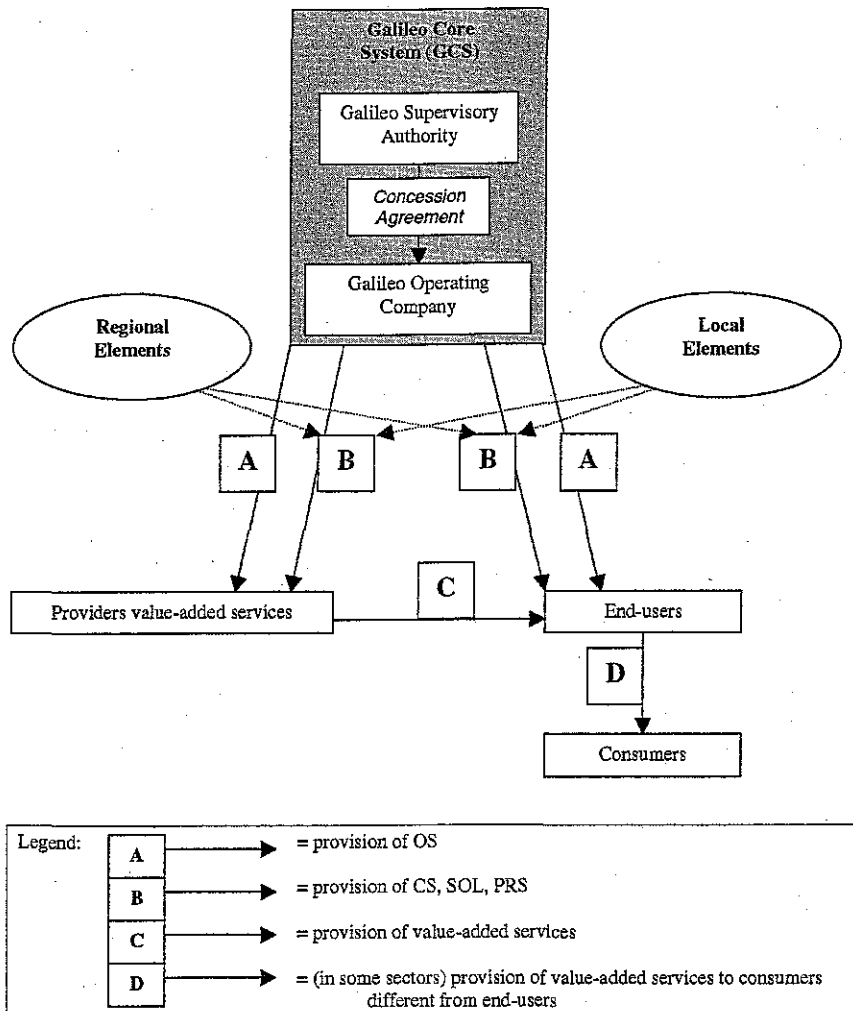 Galileo Core
System (GCS)
Galileo Supervisory
Authority
Concession
Agreement
Galileo Operating
Company
Regional
Elements
Local
Elements
A
B
B
A
C
Providers value-added services
End-users
D
Consumers
Legend:
A
= provision of OS
B
= provision of CS, SOL, PRS
C
= provision of value-added services
D
= (in some sectors) provision of value-added services to consumers
different from end-users